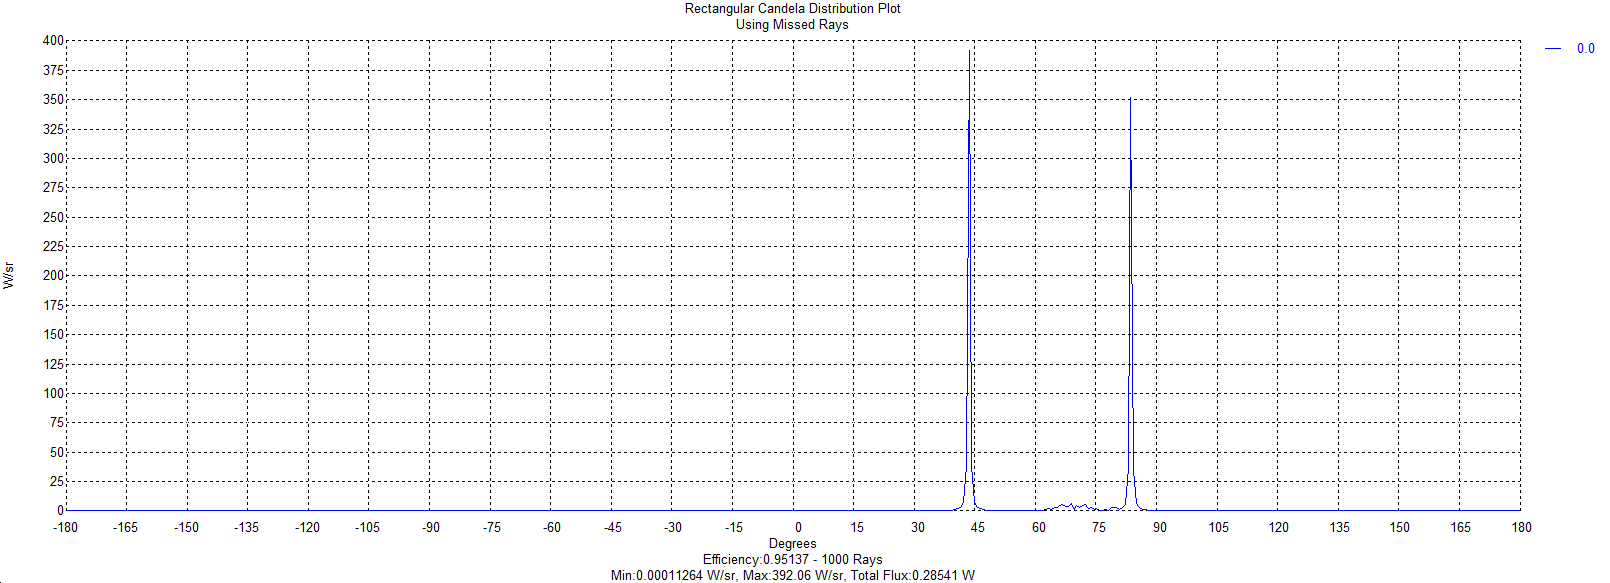 Rectangular Candela Distribution Plot
Using Missed Rays
0.0
400
375
350
325
300
275
250
225
200
175
150
125
100
75
50
25
0
W/sr
-180 -165 -150 -135 -120 -105 -90 -75 -60 -45 -30 -15 0 15 30 45 60 75 90 105 120 135 150 165 180
Degrees
Efficiency:0.95137 - 1000 Rays
Min:0.00011264 W/sr, Max:392.06 W/sr, Total Flux:0.28541 W